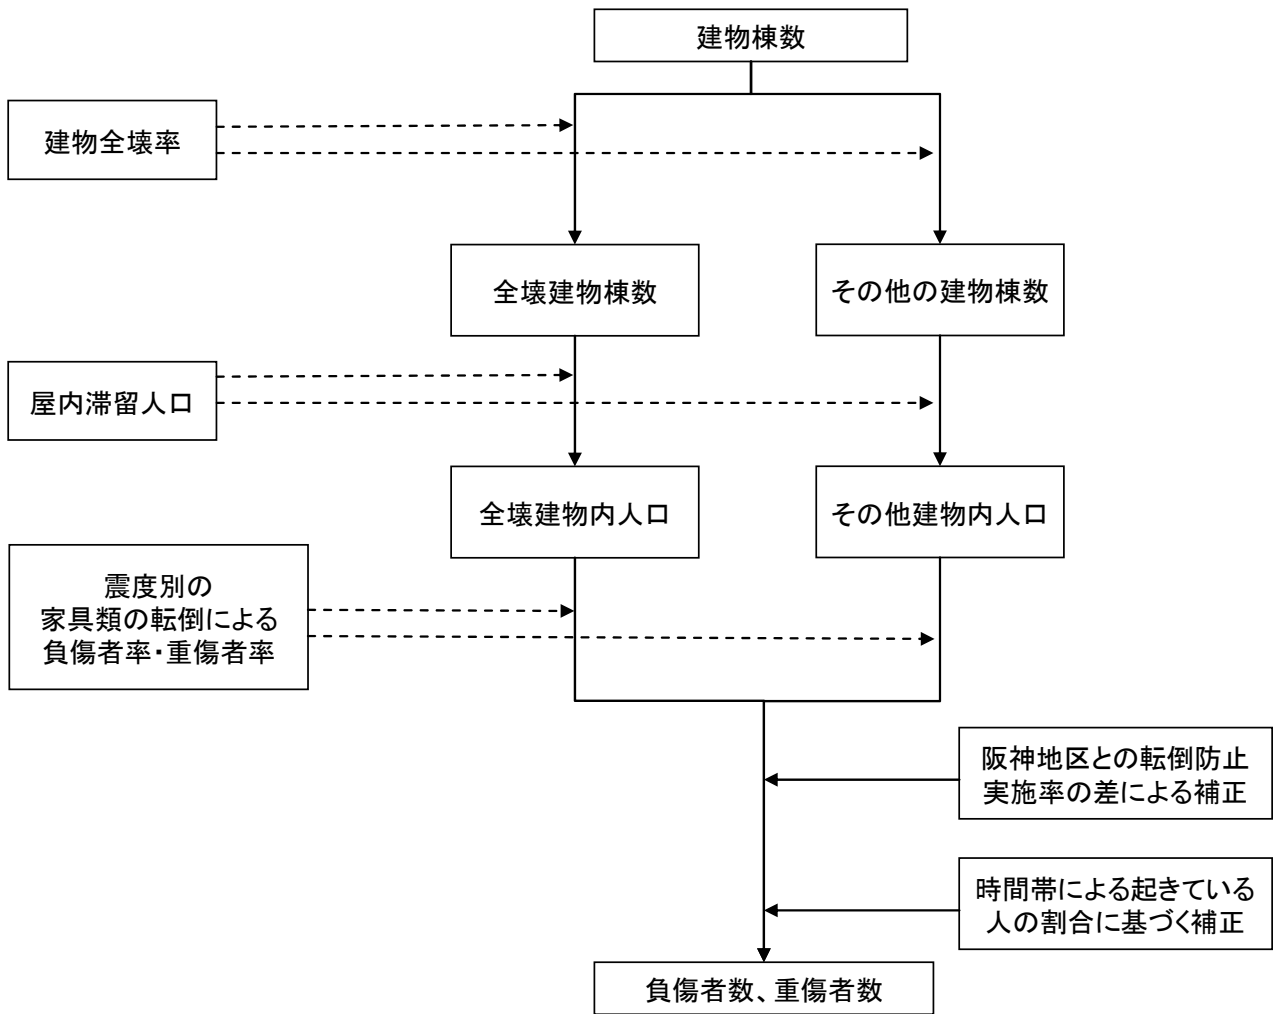 建物棟数
建物全壊率
全壊建物棟数
その他の建物棟数
屋内滞留人口
全壊建物内人口
その他建物内人口
震度別の
家具類の転倒による
負傷者率・重傷者率
阪神地区との転倒防止
実施率の差による補正
時間帯による起きている
人の割合に基づく補正
負傷者数、重傷者数